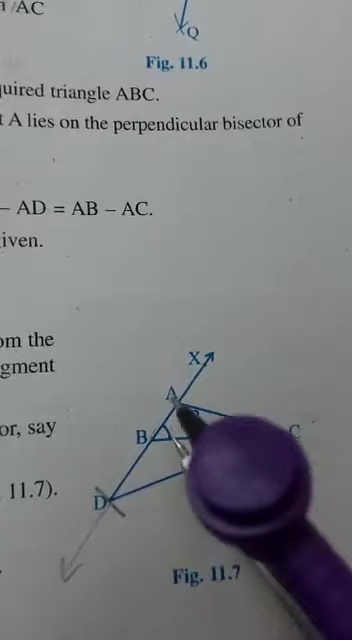 AC
Q
Fig. 11.6
quired triangle ABC.
A lies on the perpendicular bisector of
– AD = AB – AC.
iven.
om the
gment
X
A
or, say
B
C
11.7).
D
Fig. 11.7